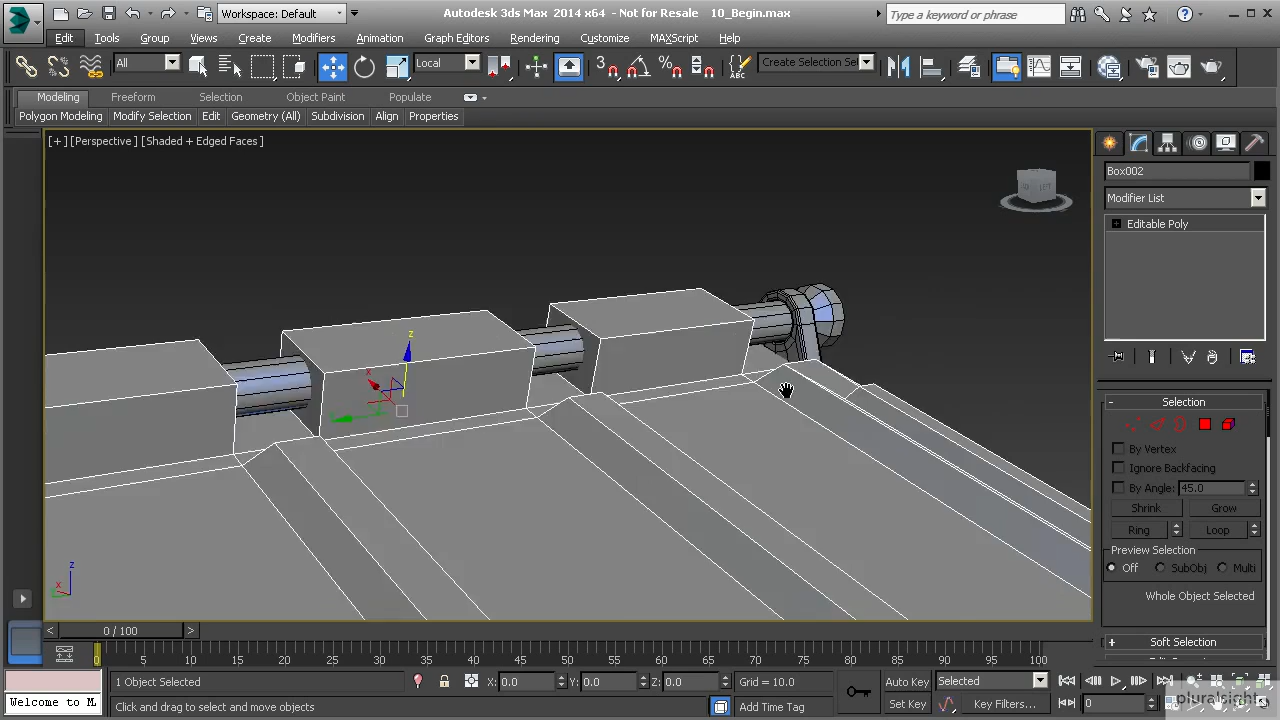 Workspace: Default
Autodesk 3ds Max 2014 x64 - Not for Resale 10_Begin.max
Type a keyword or phrase
Edit Tools Group Views Create Modifiers Animation Graph Editors Rendering Customize MAXScript Help
All
Local
3
%
Create Selection Se
Modeling Freeform Selection Object Paint Populate
Polygon Modeling Modify Selection Edit Geometry (All) Subdivision Align Properties
[+] [Perspective] [Shaded + Edged Faces]
Box002
Modifier List
Editable Poly
z
x
- Selection
By Vertex
Ignore Backfacing
By Angle: 45.0
Shrink Grow
Ring Loop
Preview Selection
Off SubObj Multi
Whole Object Selected
+ Soft Selection
z
x
< 0 / 100 >
0 5 10 15 20 25 30 35 40 45 50 55 60 65 70 75 80 85 90 95 100
1 Object Selected X: 0.0 Y: 0.0 Z: 0.0 Grid = 10.0 Auto Key Selected
Welcome to M Click and drag to select and move objects Add Time Tag Set Key Key Filters... 0
pluralsight